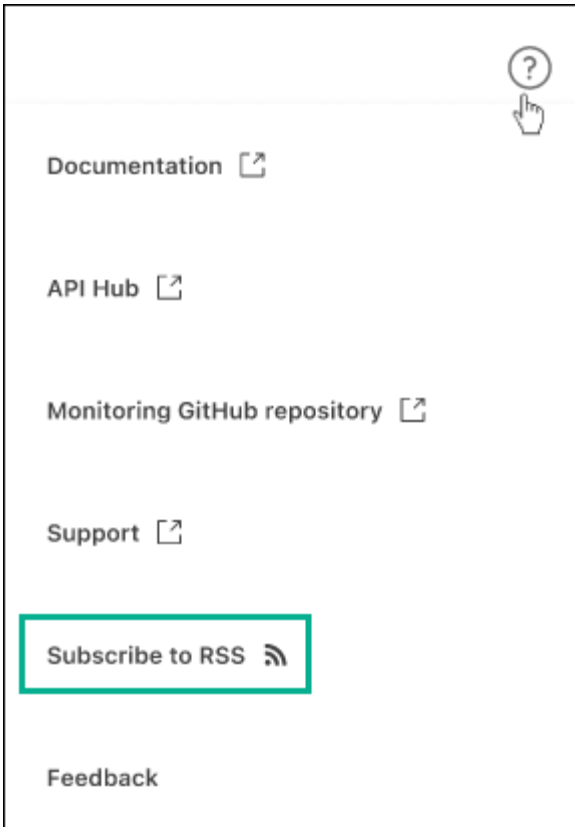 ?
Documentation
API Hub
Monitoring GitHub repository
Support
Subscribe to RSS
Feedback